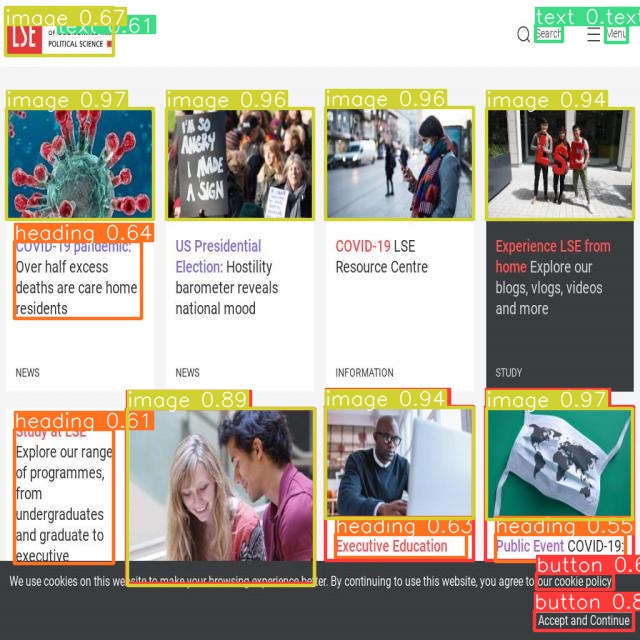 image 0.67
text 0.61
text 0.
tex
LSE
POLITICAL SCIENCE
Search
Menu
image 0.97
image 0.96
image 0.96
image 0.94
I'M SO
ANGRY
I MADE
A SIGN
LSE
heading 0.64
COVID-19 pandemic:
Over half excess
deaths are care home
residents
NEWS
US Presidential
Election: Hostility
barometer reveals
national mood
NEWS
COVID-19 LSE
Resource Centre
INFORMATION
Experience LSE from
home Explore our
blogs, vlogs, videos
and more
STUDY
heading 0.61
Study at LSE
Explore our range
of programmes,
from
undergraduates
and graduate to
executive
image 0.89
image 0.94
heading 0.63
Executive Education
image 0.97
heading 0.55
Public Event COVID-19:
button 0.6
We use cookies on this website to make your browsing experience better. By continuing to use this website, you agree to our cookie policy
button 0.8
Accept and Continue